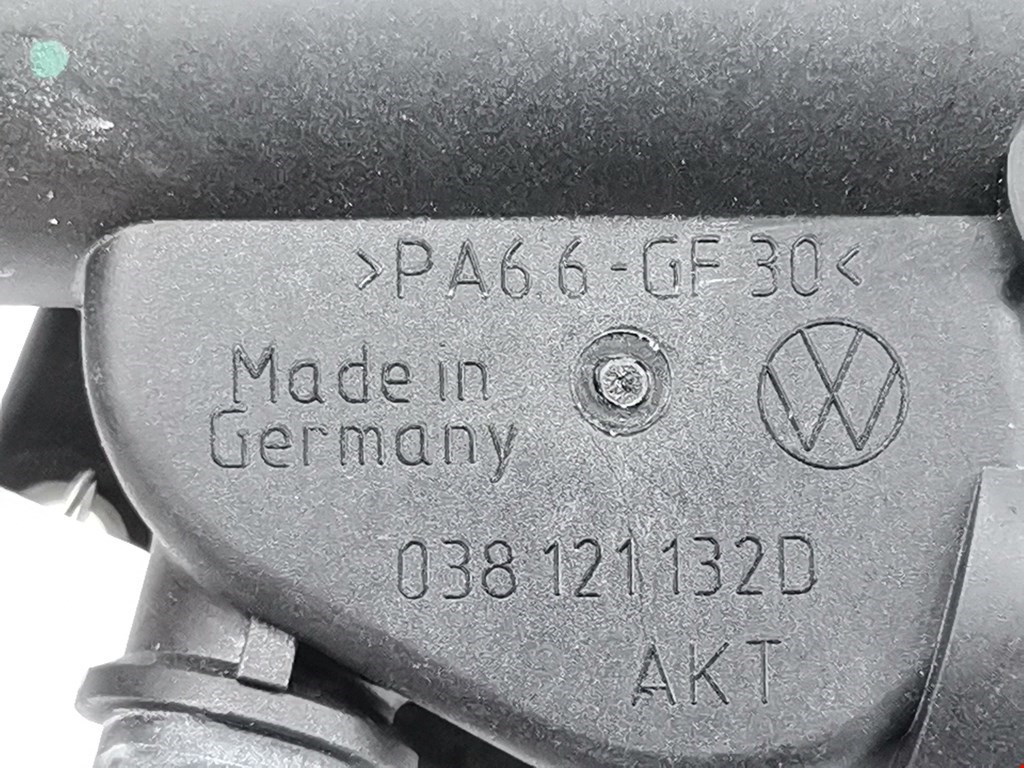 >PA6.6-GF30<
Made in
Germany
038 121 132D
AKT